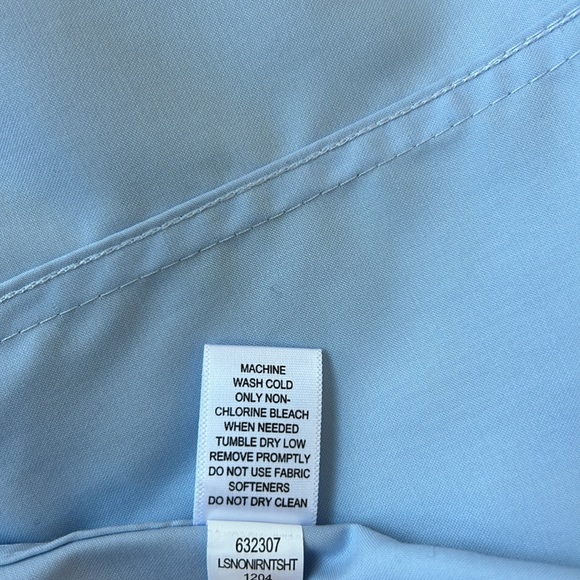 MACHINE
WASH COLD
ONLY NON-
CHLORINE BLEACH
WHEN NEEDED
TUMBLE DRY LOW
REMOVE PROMPTLY
DO NOT USE FABRIC
SOFTENERS
DO NOT DRY CLEAN
632307
LSNONIRNTSHT
1204